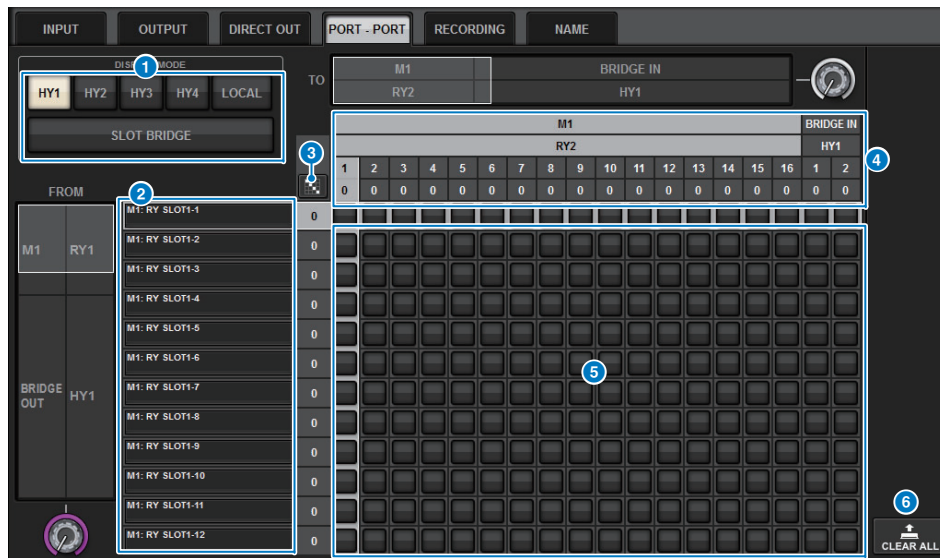 INPUT OUTPUT DIRECT OUT PORT - PORT RECORDING NAME
1
HY1 HY2 HY3 HY4 LOCAL
SLOT BRIDGE
TO
M1 BRIDGE IN
RY2 HY1
M1 BRIDGE IN
RY2 HY1
3
4
1 2 3 4 5 6 7 8 9 10 11 12 13 14 15 16 1 2
0 0 0 0 0 0 0 0 0 0 0 0 0 0 0 0 0 0
FROM
2
M1 RY1
BRIDGE OUT HY1
M1: RY SLOT1-1 0
M1: RY SLOT1-2 0
M1: RY SLOT1-3 0
M1: RY SLOT1-4 0
M1: RY SLOT1-5 0
M1: RY SLOT1-6 0
5
M1: RY SLOT1-7 0
M1: RY SLOT1-8 0
M1: RY SLOT1-9 0
M1: RY SLOT1-10 0
M1: RY SLOT1-11 0
M1: RY SLOT1-12 0
6
CLEAR ALL